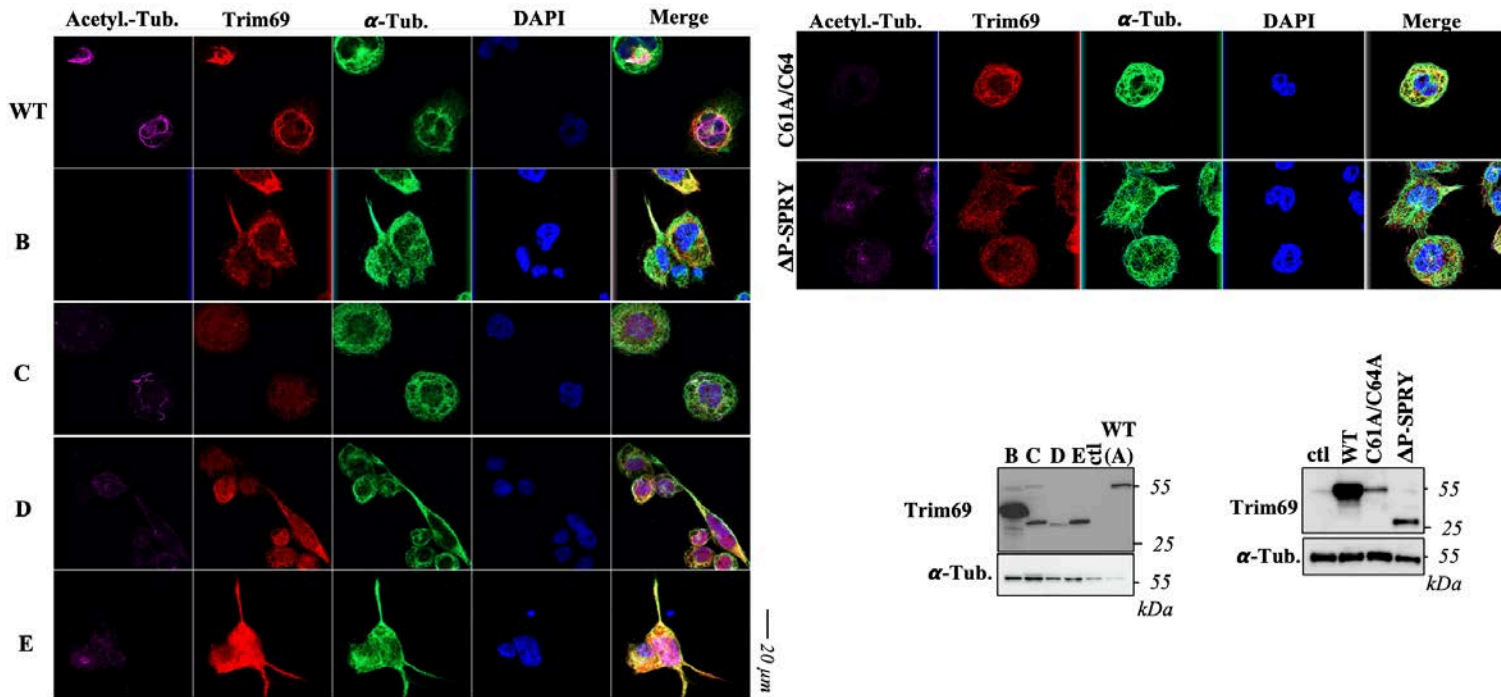 Acetyl.-Tub. Trim69 α-Tub. DAPI Merge
WT
B
C
D
E
20 μm
Acetyl.-Tub. Trim69 α-Tub. DAPI Merge
C61A/C64
ΔP-SPRY
WT
B C D E ctl (A)
Trim69
55
25
α-Tub.
55
kDa
ctl WT C61A/C64A ΔP-SPRY
Trim69
55
25
α-Tub.
55
kDa